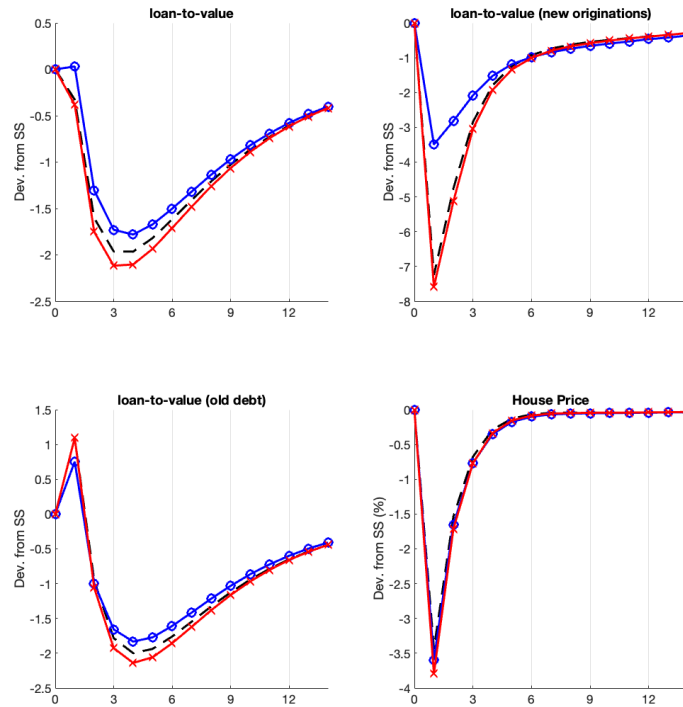 loan-to-value
0.5
0
-0.5
-1
-1.5
-2
-2.5
Dev. from SS
0 3 6 9 12
loan-to-value (new originations)
0
-1
-2
-3
-4
-5
-6
-7
-8
Dev. from SS
0 3 6 9 12
loan-to-value (old debt)
1.5
1
0.5
0
-0.5
-1
-1.5
-2
-2.5
Dev. from SS
0 3 6 9 12
House Price
0
-0.5
-1
-1.5
-2
-2.5
-3
-3.5
-4
Dev. from SS (%)
0 3 6 9 12